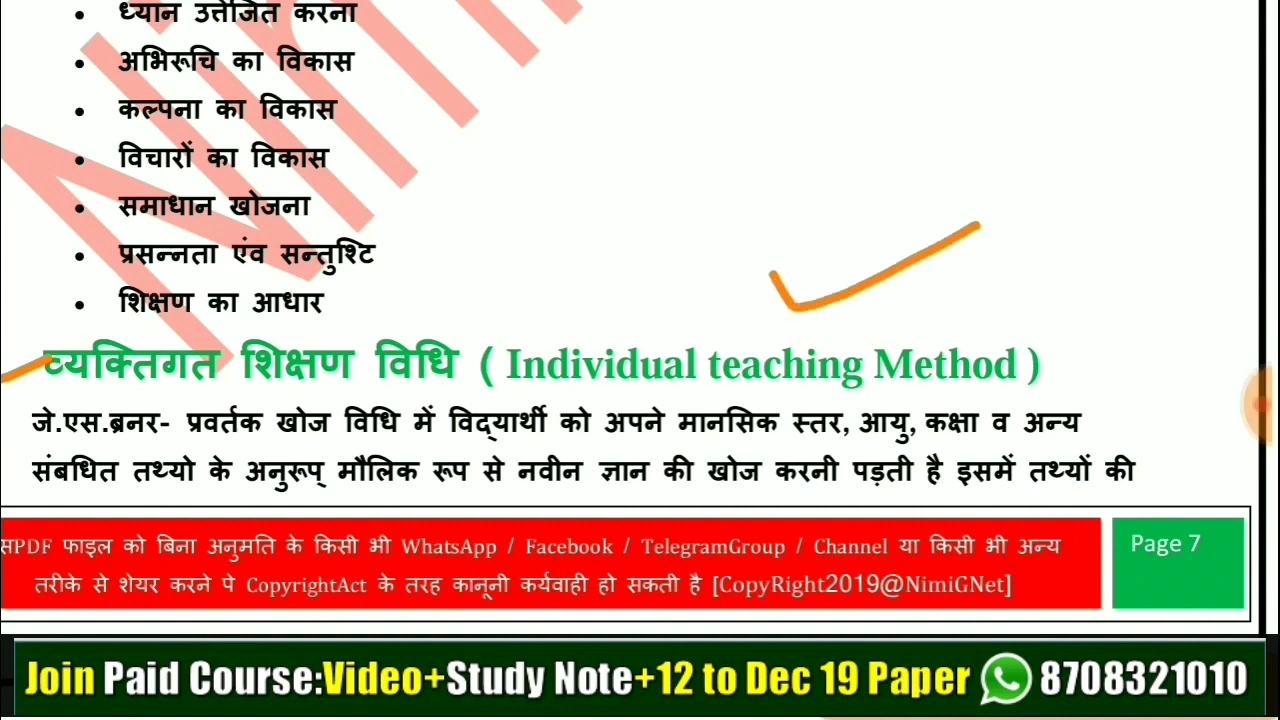 ध्यान उत्तेजित करना
अभिरूचि का विकास
कल्पना का विकास
विचारों का विकास
समाधान खोजना
प्रसन्नता एंव सन्तुश्टि
शिक्षण का आधार
व्यक्तिगत शिक्षण विधि ( Individual teaching Method )
जे.एस.ब्रनर- प्रवर्तक खोज विधि में विद्यार्थी को अपने मानसिक स्तर, आयु, कक्षा व अन्य
संबधित तथ्यो के अनुरूप् मौलिक रूप से नवीन ज्ञान की खोज करनी पड़ती है इसमें तथ्यों की
PDF फाइल को बिना अनुमति के किसी भी WhatsApp / Facebook / TelegramGroup / Channel या किसी भी अन्य
तरीके से शेयर करने पे CopyrightAct के तरह कानूनी कर्यवाही हो सकती है [CopyRight2019@NimiGNet]
Page 7
Join Paid Course:Video+Study Note+12 to Dec 19 Paper 8708321010